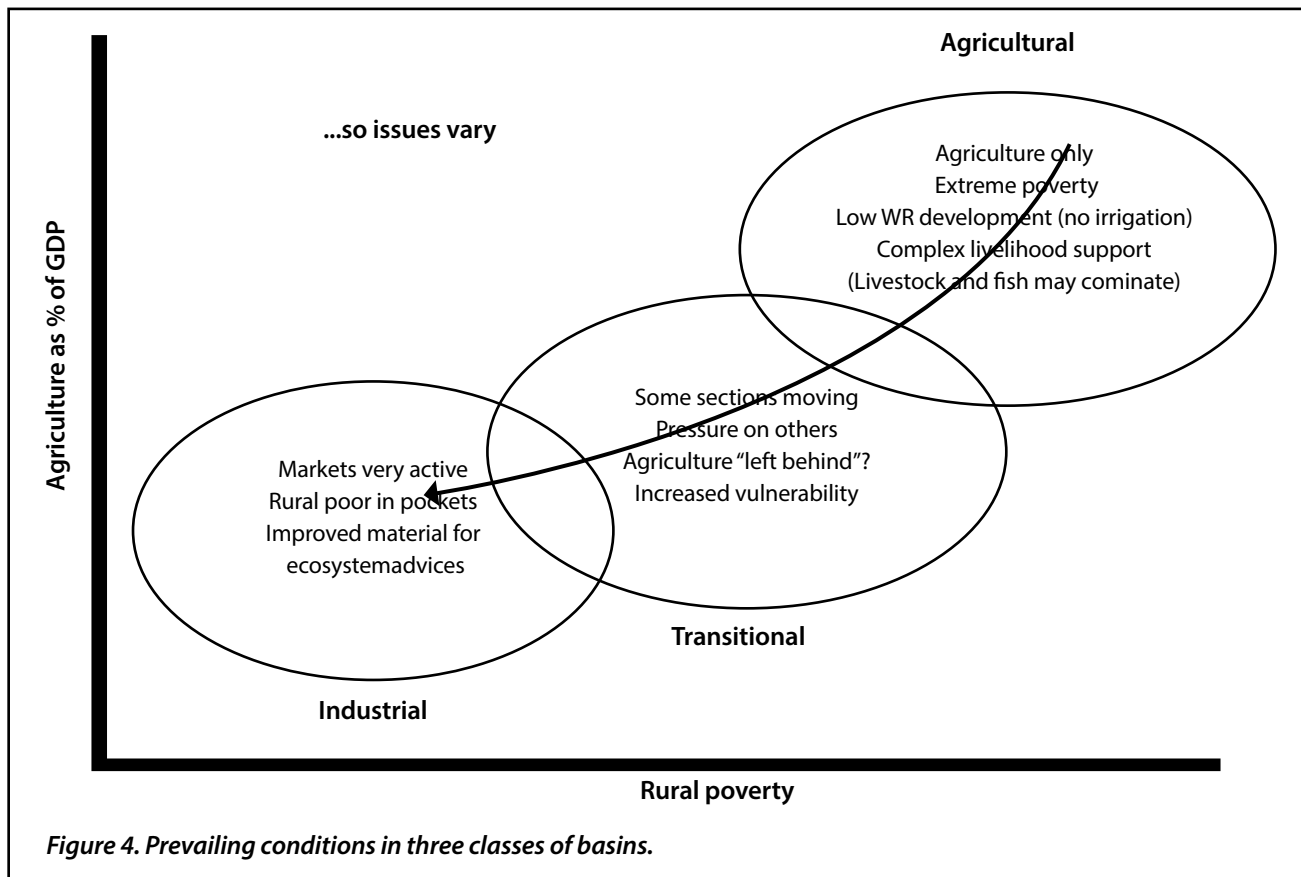 Agricultural
...so issues vary
Agriculture only
Extreme poverty
Low WR development (no irrigation)
Complex livelihood support
(Livestock and fish may cominate)
Agriculture as % of GDP
Some sections moving
Pressure on others
Agriculture “left behind”?
Increased vulnerability
Markets very active
Rural poor in pockets
Improved material for
ecosystemadvices
Transitional
Industrial
Rural poverty
Figure 4. Prevailing conditions in three classes of basins.